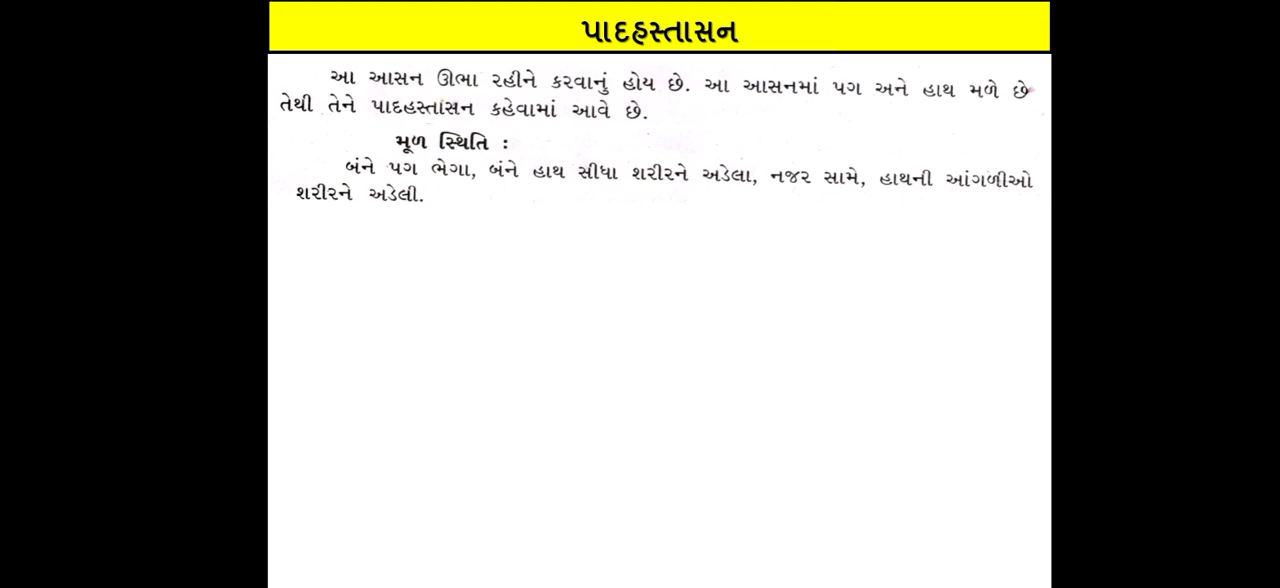 પાદહસ્તાસન
આ આસન ઊભા રહીને કરવાનું હોય છે. આ આસનમાં પગ અને હાથ મળે છે
તેથી તેને પાદહસ્તાસન કહેવામાં આવે છે.
મૂળ સ્થિતિ :
બંને પગ ભેગા, બંને હાથ સીધા શરીરને અડેલા, નજર સામે, હાથની આંગળીઓ
શરીરને અડેલી.